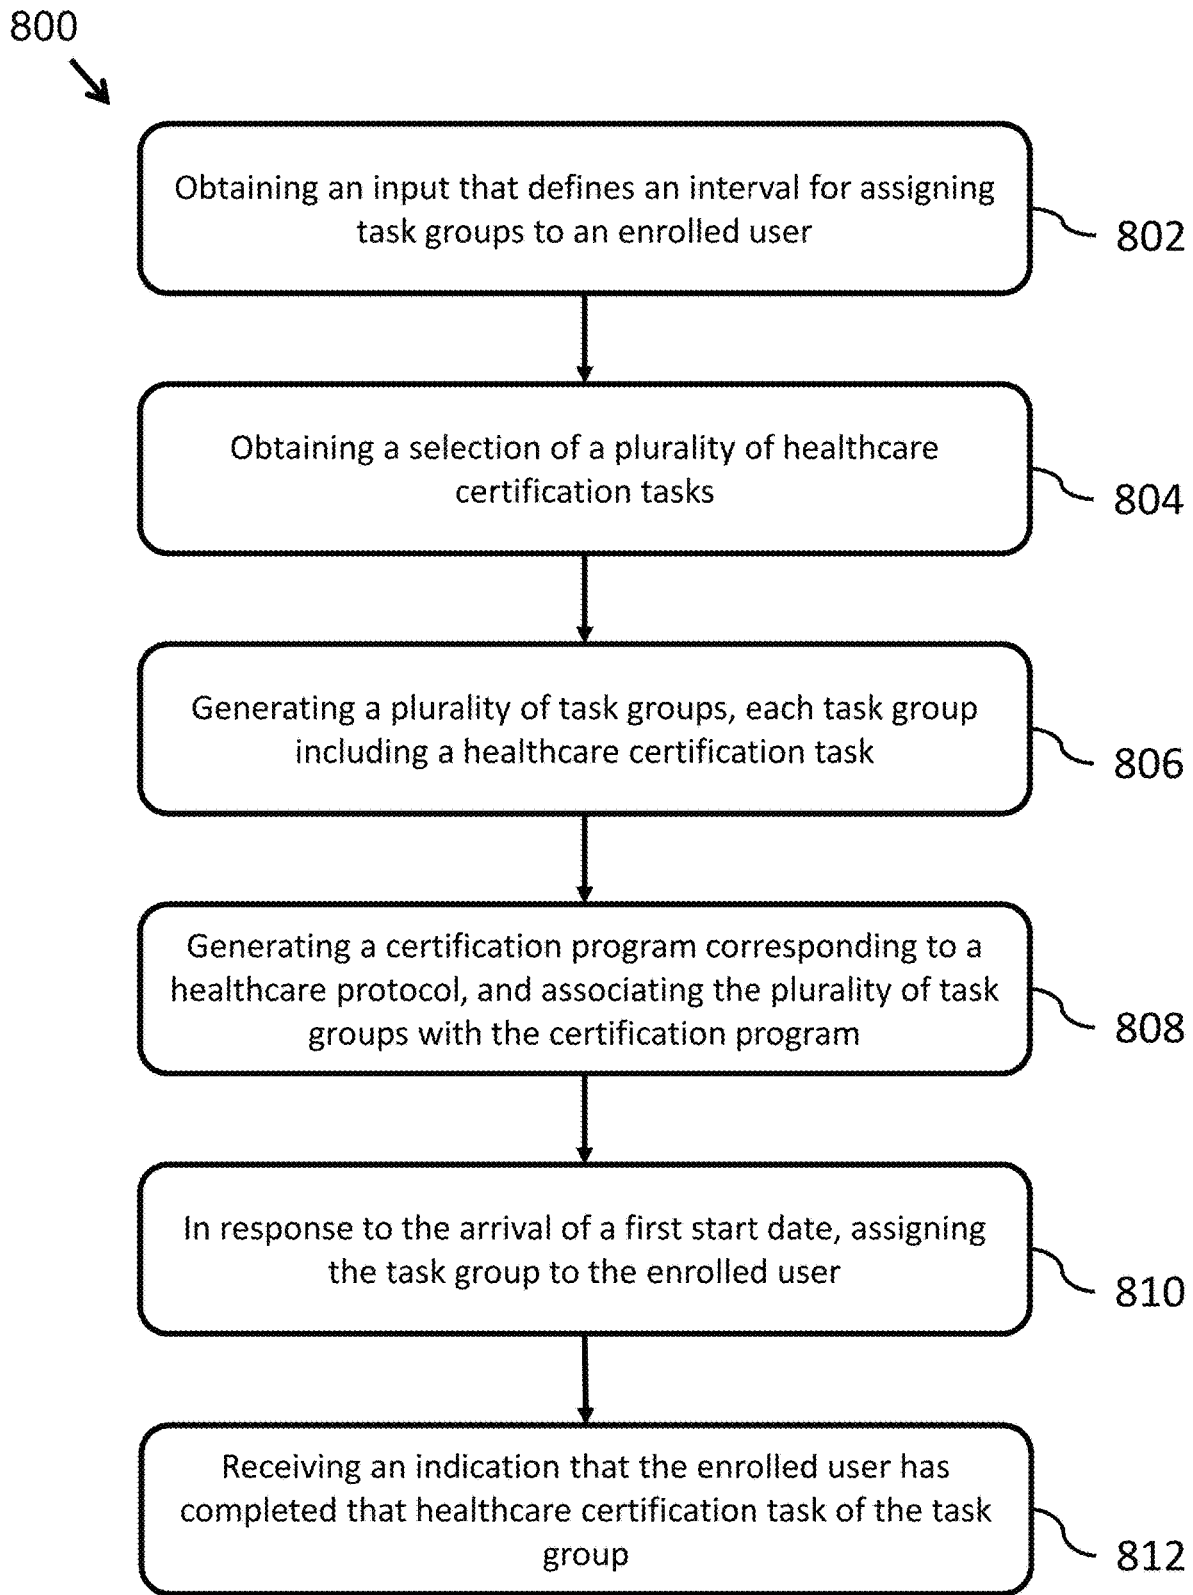 800
Obtaining an input that defines an interval for assigning
task groups to an enrolled user
802
Obtaining a selection of a plurality of healthcare
certification tasks
804
Generating a plurality of task groups, each task group
including a healthcare certification task
806
Generating a certification program corresponding to a
healthcare protocol, and associating the plurality of task
groups with the certification program
808
In response to the arrival of a first start date, assigning
the task group to the enrolled user
810
Receiving an indication that the enrolled user has
completed that healthcare certification task of the task
group
812